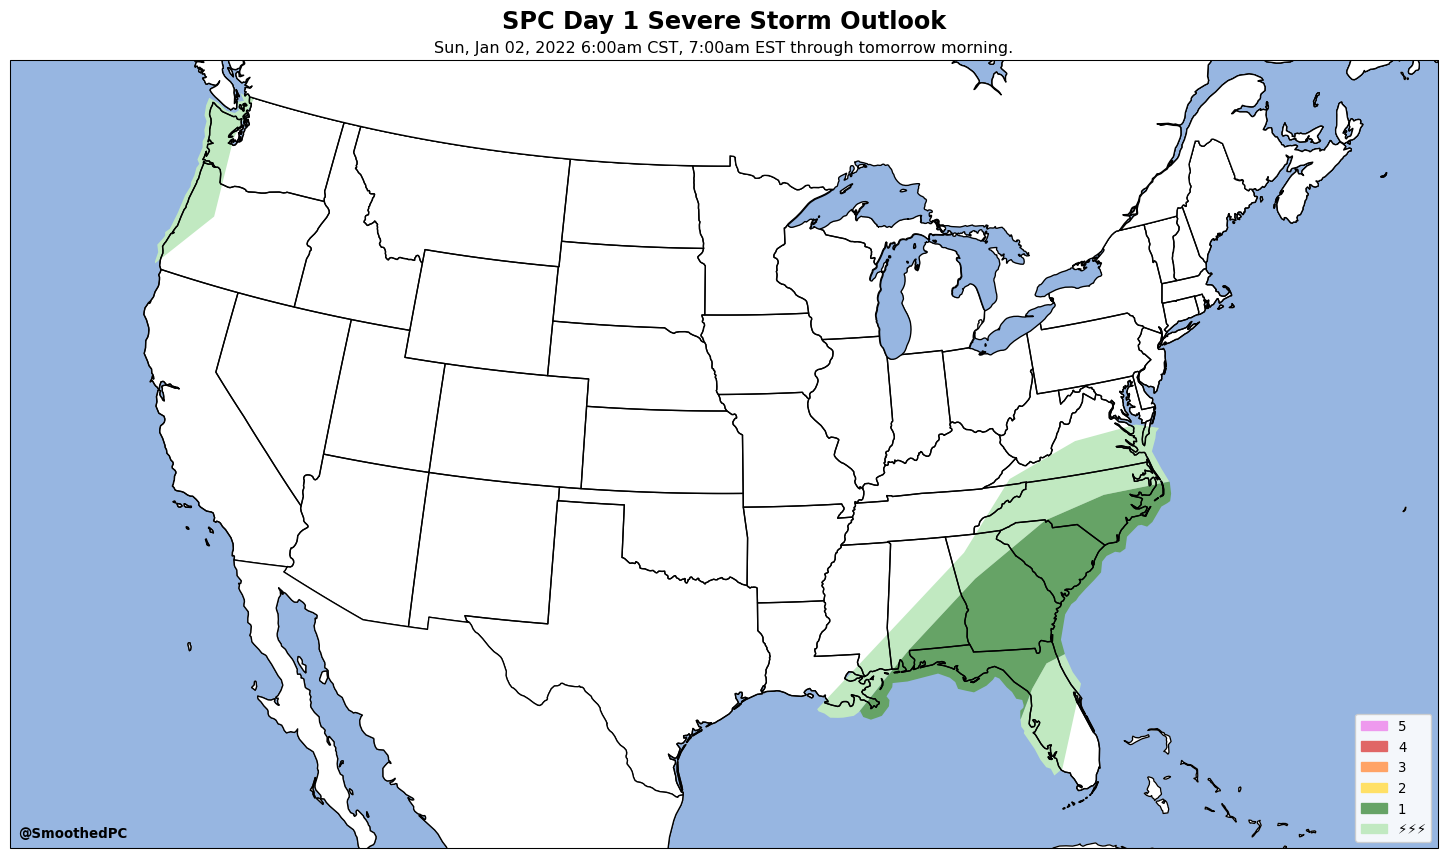 SPC Day 1 Severe Storm Outlook
Sun, Jan 02, 2022 6:00am CST, 7:00am EST through tomorrow morning.
5
4
3
2
1
⚡⚡⚡
@SmoothedPC